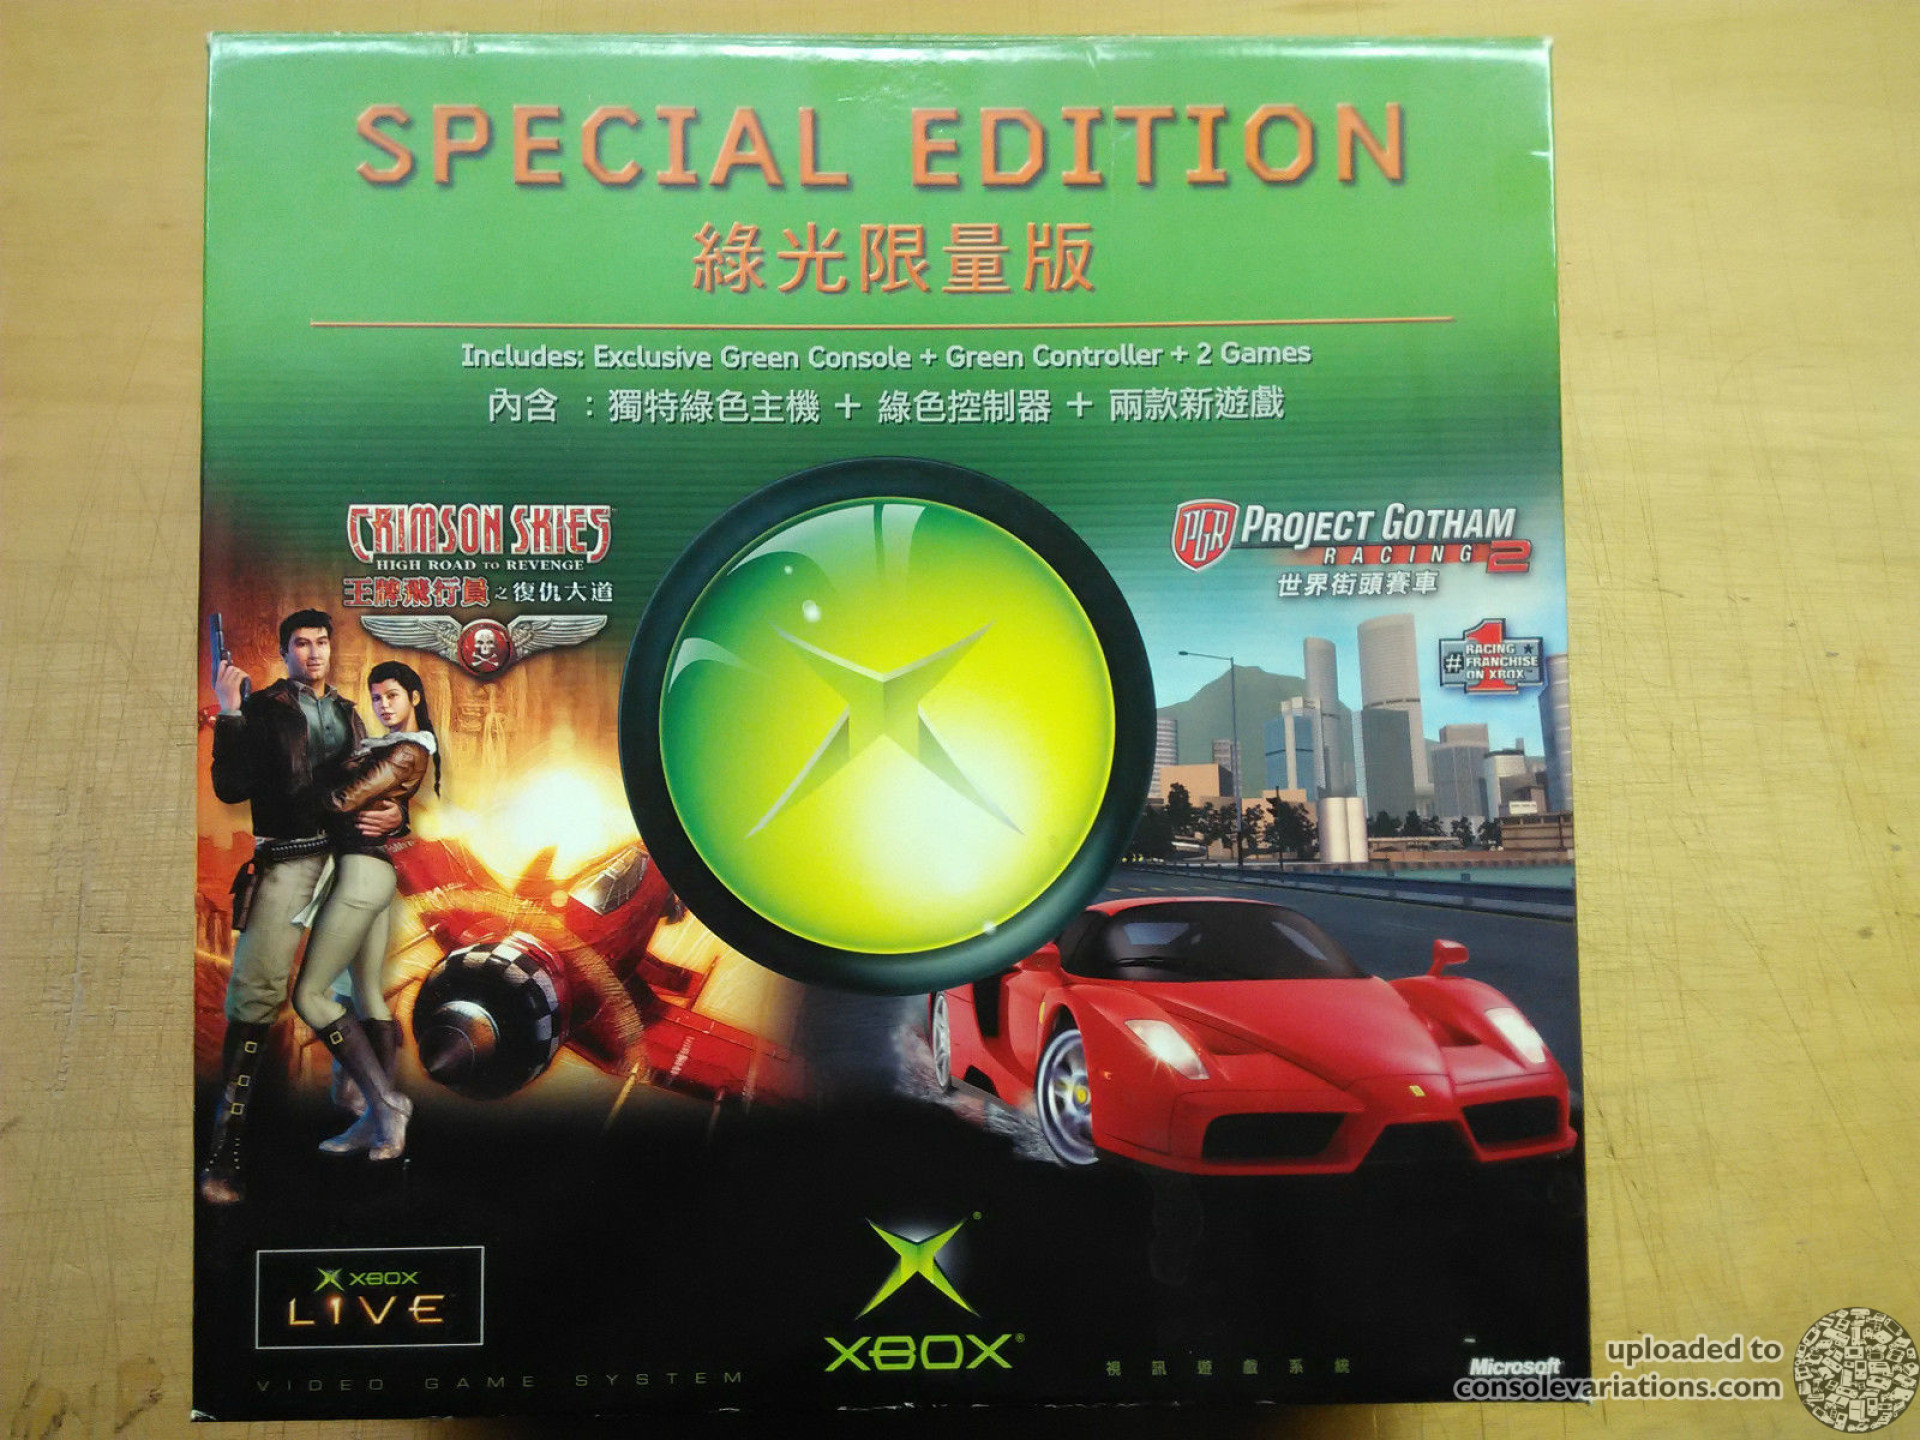 SPECIAL EDITION
綠光限量版
Includes: Exclusive Green Console + Green Controller + 2 Games
內含 : 獨特綠色主機 + 綠色控制器 + 兩款新遊戲
CRIMSON SKIES
HIGH ROAD TO REVENGE
王牌飛行員之復仇大道
PGR PROJECT GOTHAM
RACING 2
世界街頭賽車
#1 RACING
FRANCHISE
ON XBOX
XBOX
LIVE
XBOX
VIDEO GAME SYSTEM
視訊遊戲系統
Microsoft
uploaded to
consolevariations.com